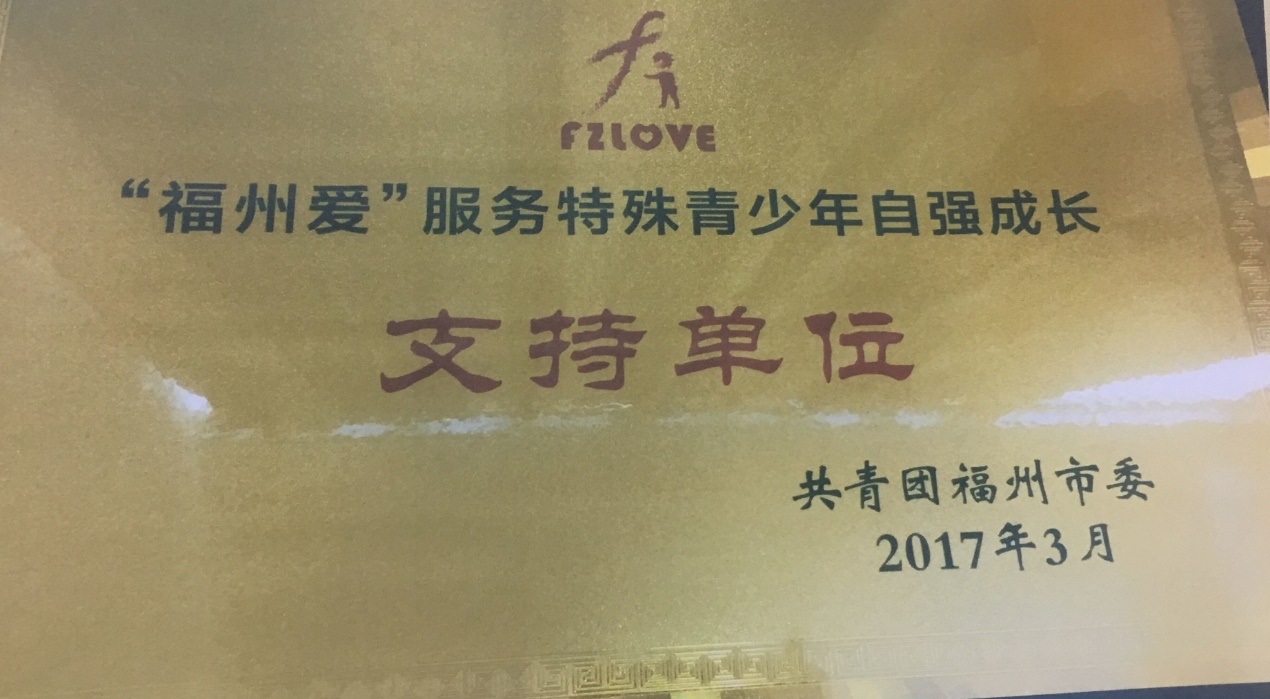 FZLOVE
“福州爱”服务特殊青少年自强成长
支持单位
共青团福州市委
2017年3月